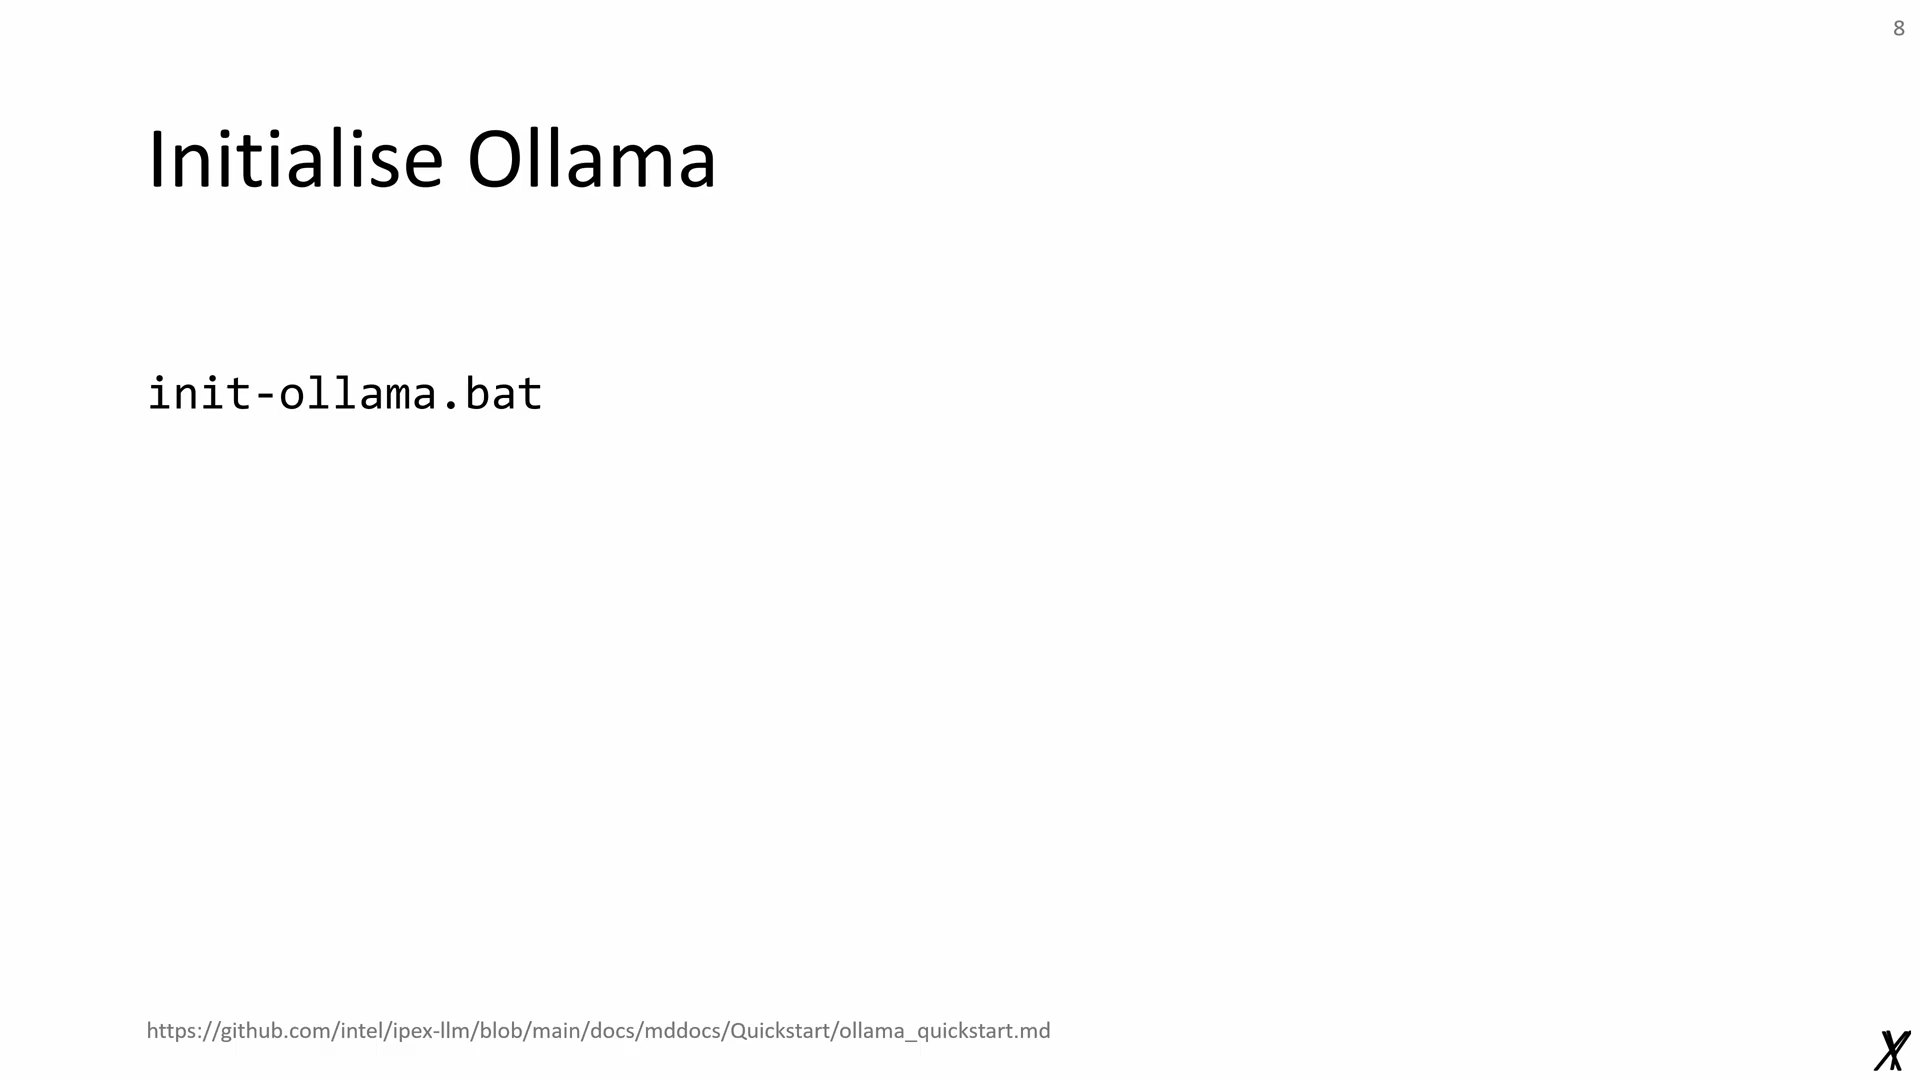 8
Initialise Ollama
init-ollama.bat
https://github.com/intel/ipex-llm/blob/main/docs/mddocs/Quickstart/ollama_quickstart.md
X